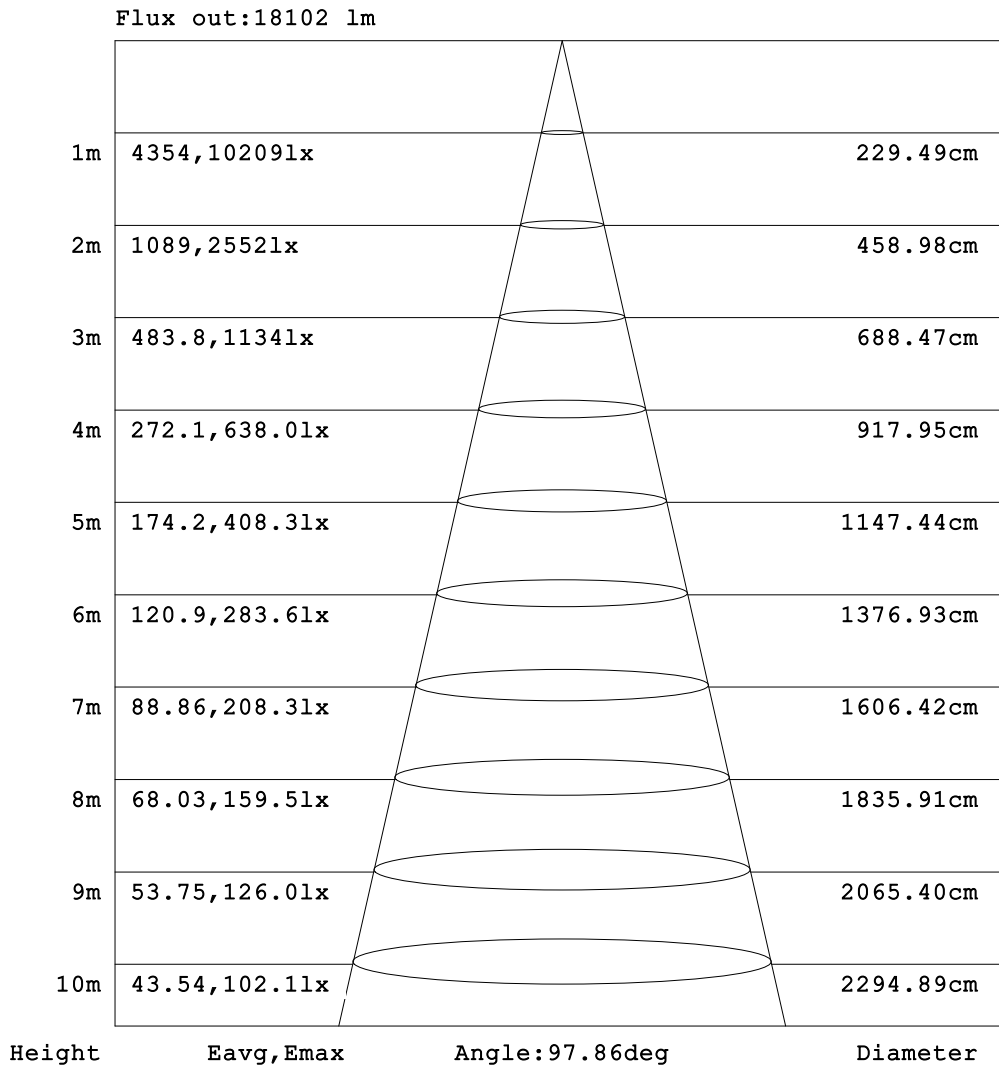 Flux out:18102 lm
1m 4354,10209lx 229.49cm
2m 1089,2552lx 458.98cm
3m 483.8,1134lx 688.47cm
4m 272.1,638.0lx 917.95cm
5m 174.2,408.3lx 1147.44cm
6m 120.9,283.6lx 1376.93cm
7m 88.86,208.3lx 1606.42cm
8m 68.03,159.5lx 1835.91cm
9m 53.75,126.0lx 2065.40cm
10m 43.54,102.1lx 2294.89cm
Height Eavg,Emax Angle:97.86deg Diameter